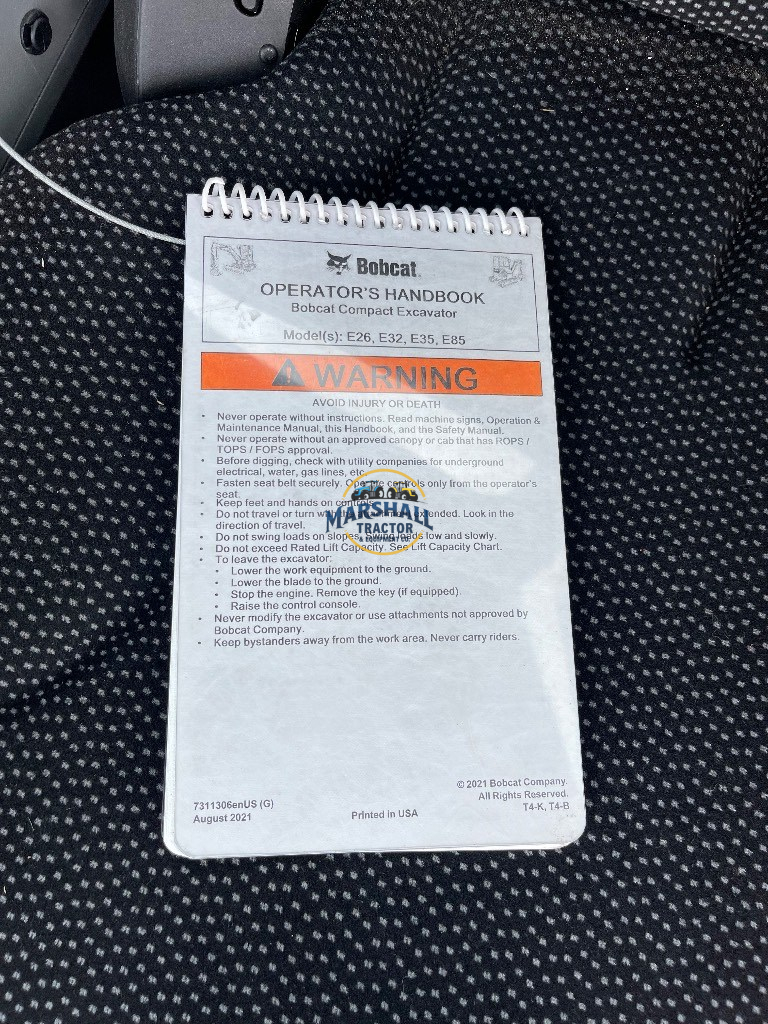 Bobcat
OPERATOR'S HANDBOOK
Bobcat Compact Excavator
Model(s): E26, E32, E35, E85
WARNING
AVOID INJURY OR DEATH
• Never operate without instructions. Read machine signs, Operation &
Maintenance Manual, this Handbook, and the Safety Manual.
• Never operate without an approved canopy or cab that has ROPS /
TOPS / FOPS approval.
• Before digging, check with utility companies for underground
electrical, water, gas lines, etc.
• Fasten seat belt securely. Operate controls only from the operator's
seat.
• Keep feet and hands on controls.
• Do not travel or turn with extended. Look in the
direction of travel.
• Do not swing loads on slopes. Swing loads low and slowly.
• Do not exceed Rated Lift Capacity. See Lift Capacity Chart.
• To leave the excavator:
• Lower the work equipment to the ground.
• Lower the blade to the ground.
• Stop the engine. Remove the key (if equipped).
• Raise the control console.
• Never modify the excavator or use attachments not approved by
Bobcat Company.
• Keep bystanders away from the work area. Never carry riders.
MARSHALL
TRACTOR
& EQUIPMENT CO.
7311306enUS (G)
August 2021
Printed in USA
© 2021 Bobcat Company.
All Rights Reserved.
T4-K, T4-B